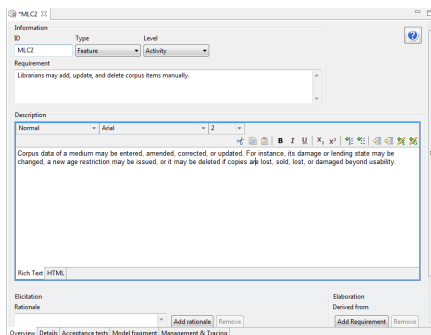 *MLC2
Information
ID Type Level
MLC2 Feature Activity
Requirement
Librarians may add, update, and delete corpus items manually.
Description
Normal Arial 2
B I U X₂ X²
Corpus data of a medium may be entered, amended, corrected, or updated. For instance, its damage or lending state may be
changed, a new age restriction may be issued, or it may be deleted if copies are lost, sold, lost, or damaged beyond usability.
Rich Text HTML
Elicitation Elaboration
Rationale Derived from
Add rationale Remove Add Requirement Remove
Overview Details Acceptance tests Model fragment Management & Tracing